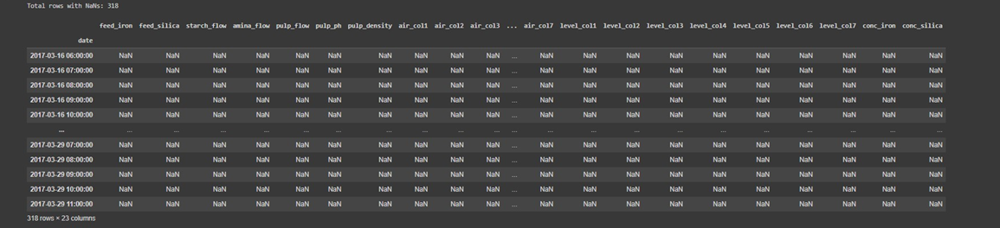 Total rows with NaNs: 318
feed_iron feed_silica starch_flow amina_flow pulp_flow pulp_ph pulp_density air_col1 air_col2 air_col3 ... air_col7 level_col1 level_col2 level_col3 level_col4 level_col5 level_col6 level_col7 conc_iron conc_silica
date
2017-03-16 06:00:00 NaN NaN NaN NaN NaN NaN NaN NaN NaN NaN ... NaN NaN NaN NaN NaN NaN NaN NaN NaN NaN
2017-03-16 07:00:00 NaN NaN NaN NaN NaN NaN NaN NaN NaN NaN ... NaN NaN NaN NaN NaN NaN NaN NaN NaN NaN
2017-03-16 08:00:00 NaN NaN NaN NaN NaN NaN NaN NaN NaN NaN ... NaN NaN NaN NaN NaN NaN NaN NaN NaN NaN
2017-03-16 09:00:00 NaN NaN NaN NaN NaN NaN NaN NaN NaN NaN ... NaN NaN NaN NaN NaN NaN NaN NaN NaN NaN
2017-03-16 10:00:00 NaN NaN NaN NaN NaN NaN NaN NaN NaN NaN ... NaN NaN NaN NaN NaN NaN NaN NaN NaN NaN
... ... ... ... ... ... ... ... ... ... ... ... ... ... ... ... ... ... ... ... ... ...
2017-03-29 07:00:00 NaN NaN NaN NaN NaN NaN NaN NaN NaN NaN ... NaN NaN NaN NaN NaN NaN NaN NaN NaN NaN
2017-03-29 08:00:00 NaN NaN NaN NaN NaN NaN NaN NaN NaN NaN ... NaN NaN NaN NaN NaN NaN NaN NaN NaN NaN
2017-03-29 09:00:00 NaN NaN NaN NaN NaN NaN NaN NaN NaN NaN ... NaN NaN NaN NaN NaN NaN NaN NaN NaN NaN
2017-03-29 10:00:00 NaN NaN NaN NaN NaN NaN NaN NaN NaN NaN ... NaN NaN NaN NaN NaN NaN NaN NaN NaN NaN
2017-03-29 11:00:00 NaN NaN NaN NaN NaN NaN NaN NaN NaN NaN ... NaN NaN NaN NaN NaN NaN NaN NaN NaN NaN
318 rows × 23 columns